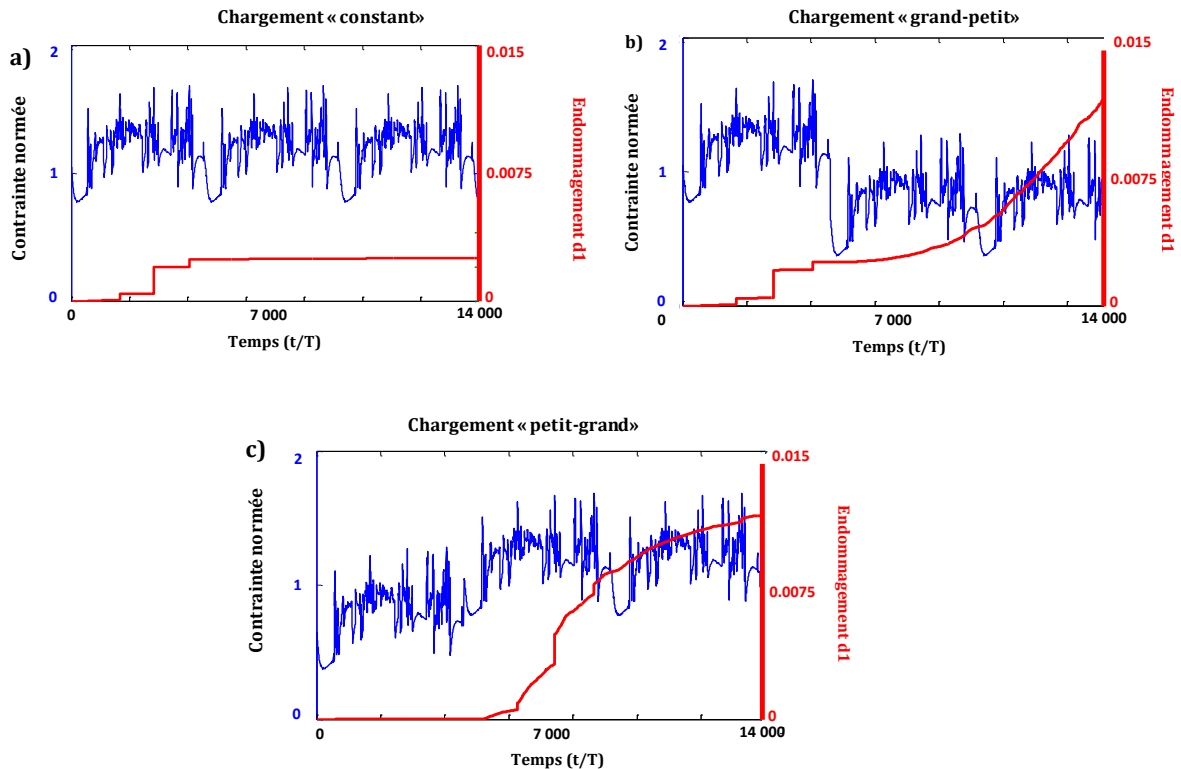 Chargement « constant»
a)
2
1
0
Contrainte normée
0.015
0.0075
0
Endommagement d1
0
7 000
14 000
Temps (t/T)
Chargement « grand-petit»
b)
2
1
0
Contrainte normée
0.015
0.0075
0
Endommagement d1
0
7 000
14 000
Temps (t/T)
Chargement « petit-grand»
c)
2
1
0
Contrainte normée
0.015
0.0075
0
Endommagement d1
0
7 000
14 000
Temps (t/T)